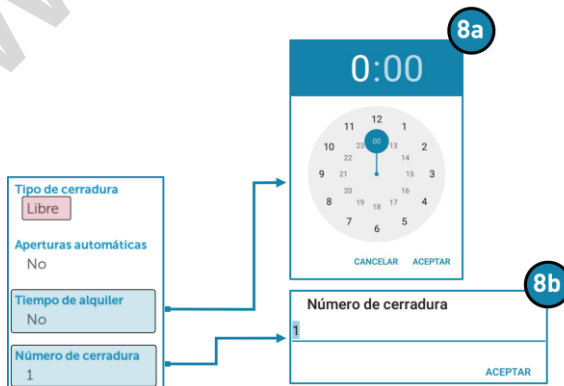 8a
0:00
12
11
1
00
23
13
10
2
22
14
9
21
15
3
20
16
8
19
18
17
4
7
5
6
CANCELAR ACEPTAR
Tipo de cerradura
Libre
Aperturas automáticas
No
Tiempo de alquiler
No
Número de cerradura
1
8b
Número de cerradura
1
ACEPTAR